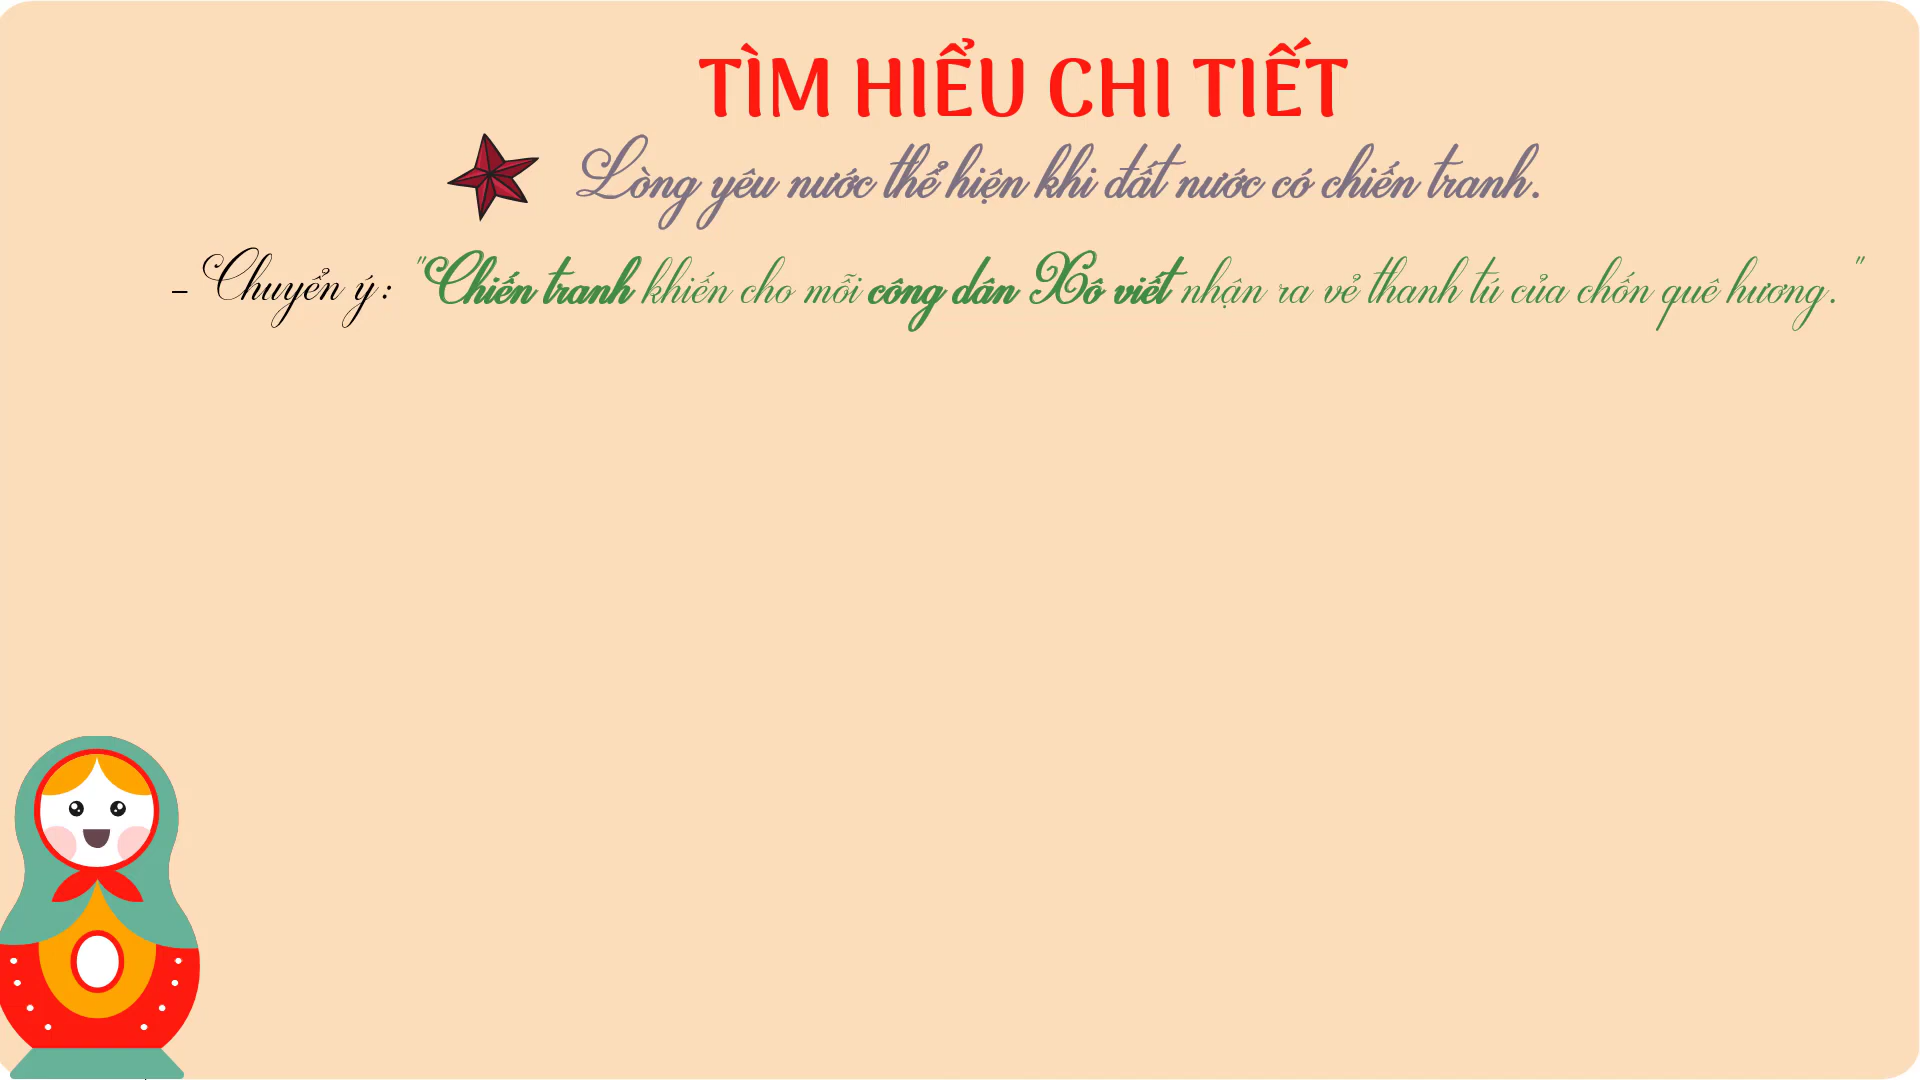 TÌM HIỂU CHI TIẾT
Lòng yêu nước thể hiện khi đất nước có chiến tranh.
- Chuyển ý: "Chiến tranh khiến cho mỗi công dân Xô viết nhận ra vẻ thanh tú của chốn quê hương."